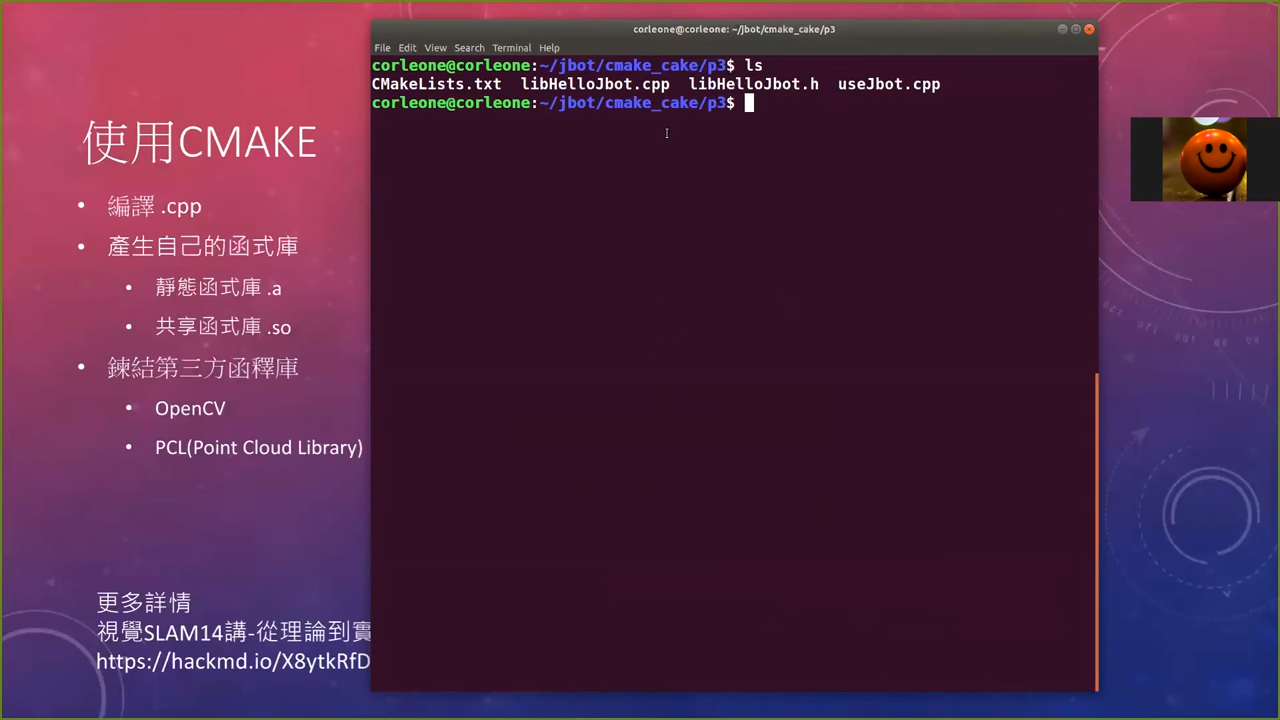 corleone@corleone: ~/jbot/cmake_cake/p3
File Edit View Search Terminal Help
corleone@corleone:~/jbot/cmake_cake/p3$ ls
CMakeLists.txt libHelloJbot.cpp libHelloJbot.h useJbot.cpp
corleone@corleone:~/jbot/cmake_cake/p3$
使用CMAKE
• 編譯 .cpp
• 產生自己的函式庫
• 靜態函式庫 .a
• 共享函式庫 .so
• 鍊結第三方函釋庫
• OpenCV
• PCL(Point Cloud Library)
更多詳情
視覺SLAM14講-從理論到實
https://hackmd.io/X8ytkRfD